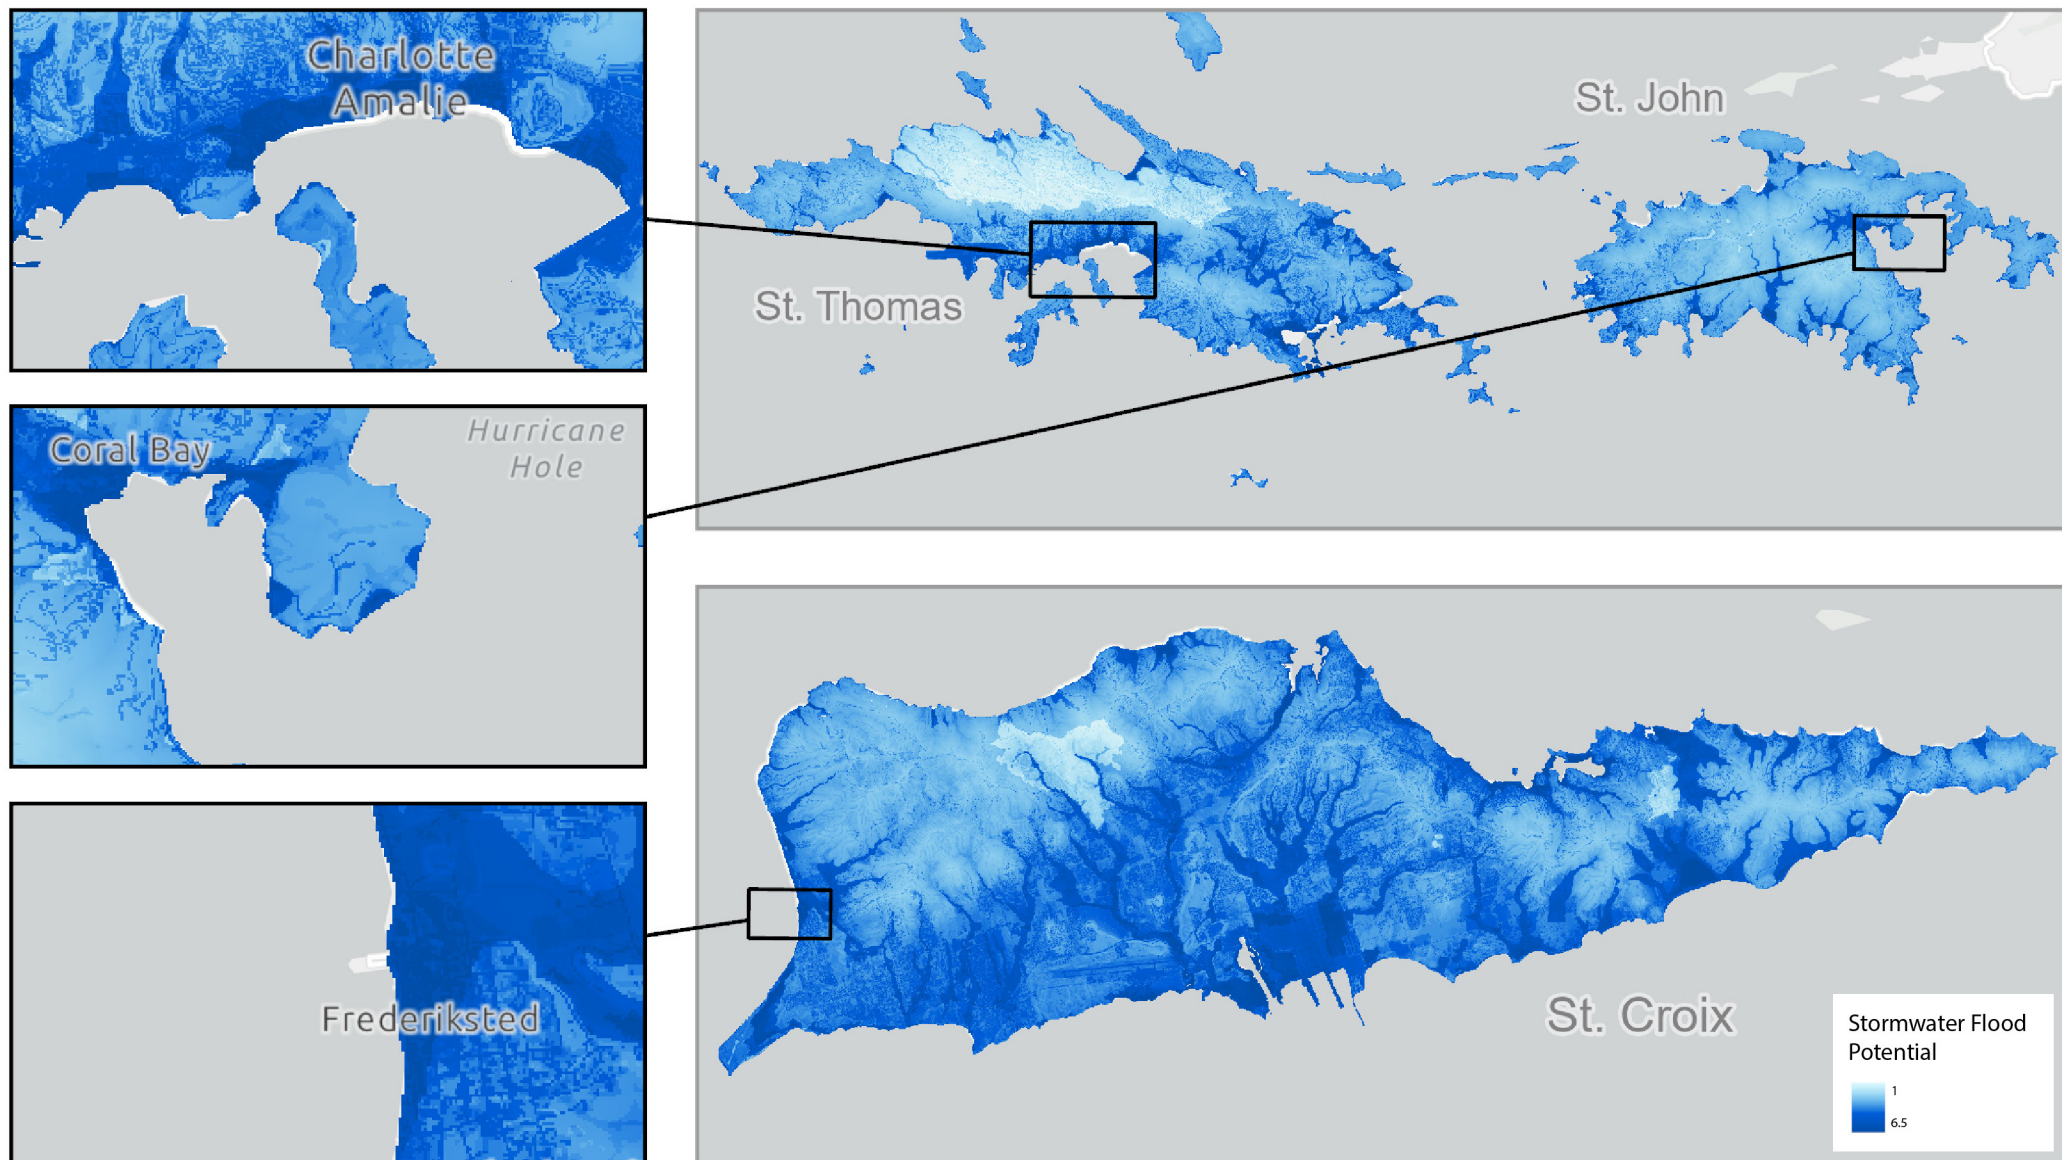 Charlotte
Amalie
St. John
St. Thomas
Coral Bay
Hurricane
Hole
Frederiksted
St. Croix
Stormwater Flood
Potential
1
6.5